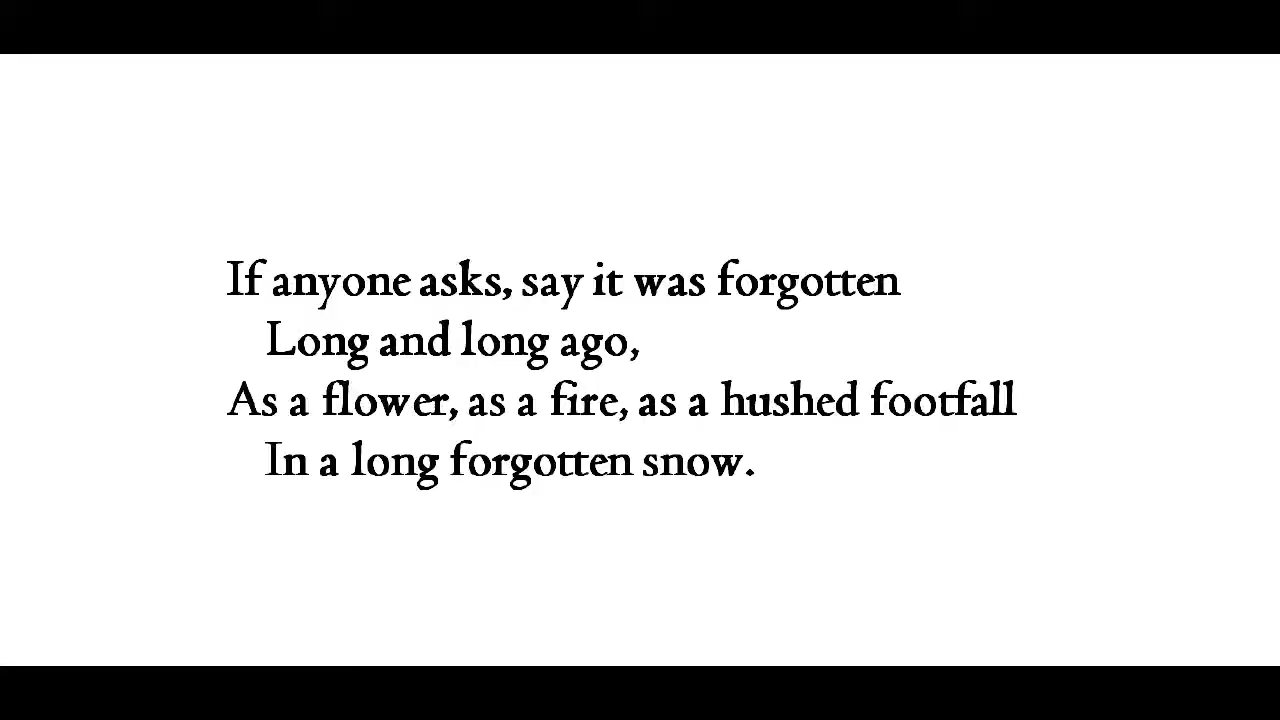 If anyone asks, say it was forgotten
Long and long ago,
As a flower, as a fire, as a hushed footfall
In a long forgotten snow.